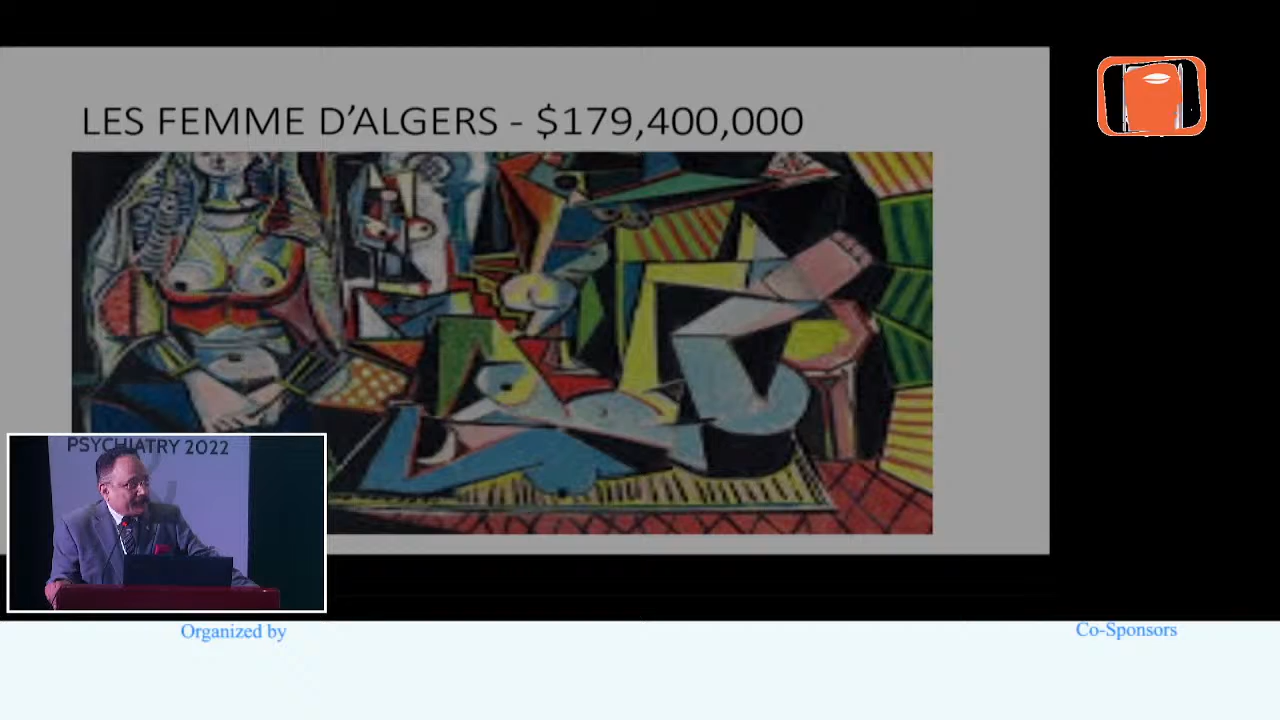 LES FEMME D’ALGERS - $179,400,000
PSYCHIATRY 2022
Organized by
Co-Sponsors